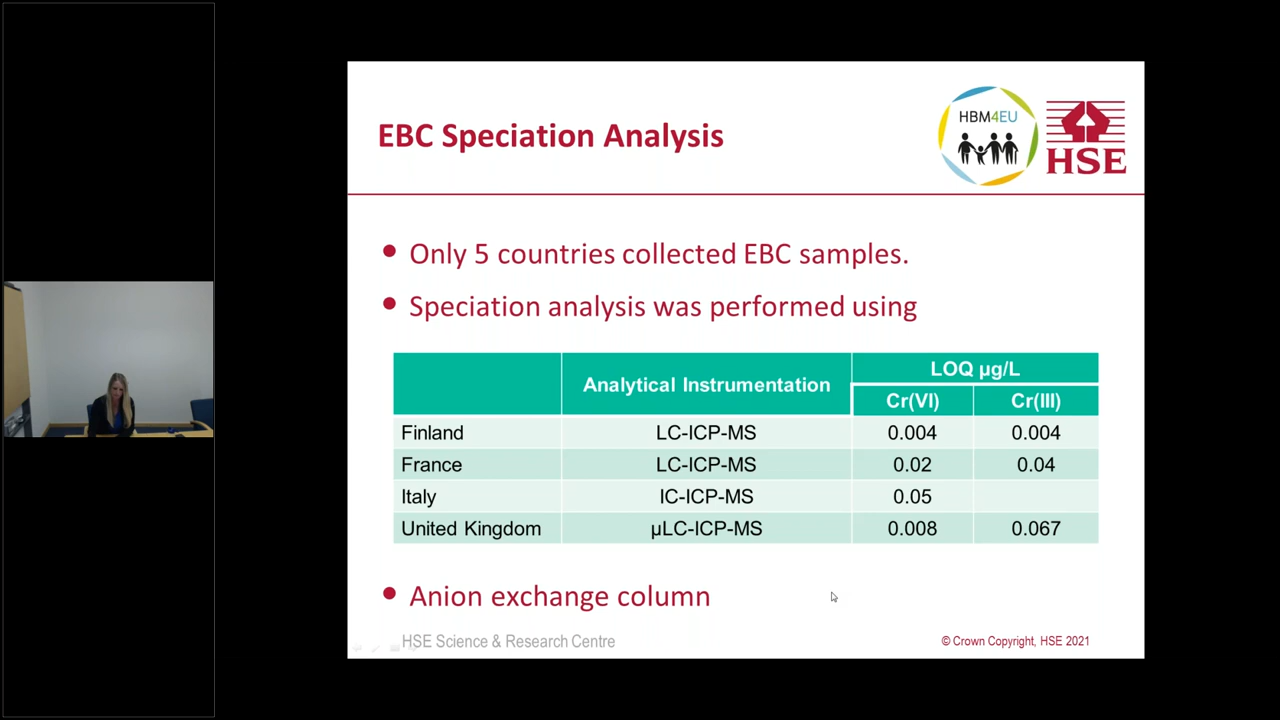 EBC Speciation Analysis
HBM4EU
HSE
• Only 5 countries collected EBC samples.
• Speciation analysis was performed using
Analytical Instrumentation
LOQ µg/L
Cr(VI) Cr(III)
Finland LC-ICP-MS 0.004 0.004
France LC-ICP-MS 0.02 0.04
Italy IC-ICP-MS 0.05
United Kingdom µLC-ICP-MS 0.008 0.067
• Anion exchange column
HSE Science & Research Centre
© Crown Copyright, HSE 2021